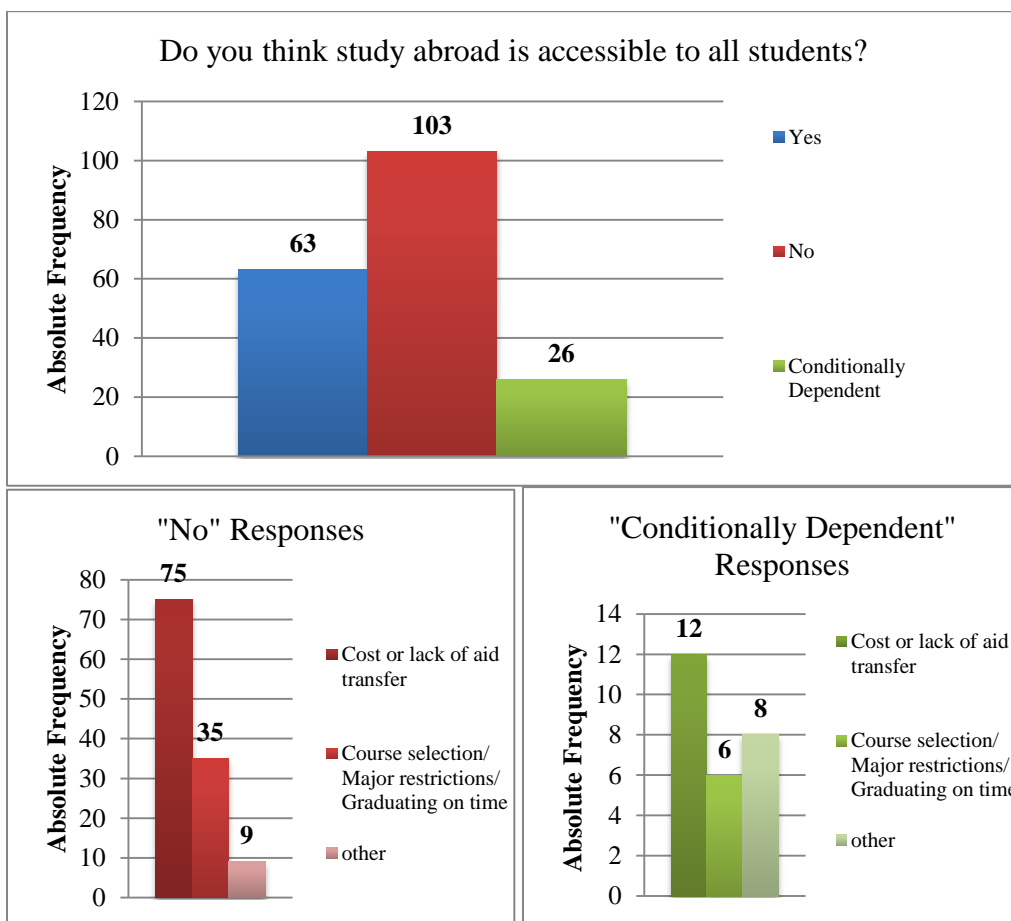 Do you think study abroad is accessible to all students?
Absolute Frequency
120
100
80
60
40
20
0
63
103
26
Yes
No
Conditionally
Dependent
"No" Responses
Absolute Frequency
80
70
60
50
40
30
20
10
0
75
35
9
Cost or lack of aid
transfer
Course selection/
Major restrictions/
Graduating on time
other
"Conditionally Dependent"
Responses
Absolute Frequency
14
12
10
8
6
4
2
0
12
6
8
Cost or lack of aid
transfer
Course selection/
Major restrictions/
Graduating on time
other